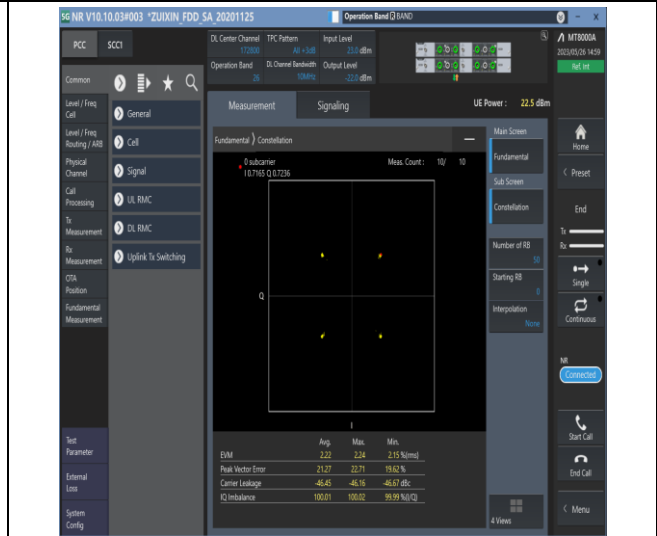 SG NR V10.10.03#003 *ZUIXIN_FDD_SA_20201125
Operation Band Q BAND
PCC SCC1
DL Center Channel TPC Pattern Input Level
172800 All +3dB 23.0 dBm
Operation Band DL Channel Bandwidth Output Level
26 10MHz -22.0 dBm
MT8000A
2023/05/26 14:59
Ref. Int
Common
Level / Freq
Cell
Level / Freq
Routing / ARB
Physical
Channel
Call
Processing
Tx
Measurement
Rx
Measurement
OTA
Position
Fundamental
Measurement
Test
Parameter
External
Loss
System
Config
General
Cell
Signal
UL RMC
DL RMC
Uplink Tx Switching
Measurement Signaling UE Power : 22.5 dBm
Fundamental Constellation
0 subcarrier Meas. Count : 10/ 10
I 0.7165 Q 0.7236
Q
I
Avg. Max. Min.
EVM 2.22 2.24 2.15 %(rms)
Peak Vector Error 21.27 22.71 19.62 %
Carrier Leakage -46.45 -46.16 -46.67 dBc
IQ Imbalance 100.01 100.02 99.99 %(I/Q)
Main Screen
Fundamental
Sub Screen
Constellation
Number of RB
50
Starting RB
0
Interpolation
None
4 Views
Home
Preset
End
Tx
Rx
Single
Continuous
NR
Connected
Start Call
End Call
Menu